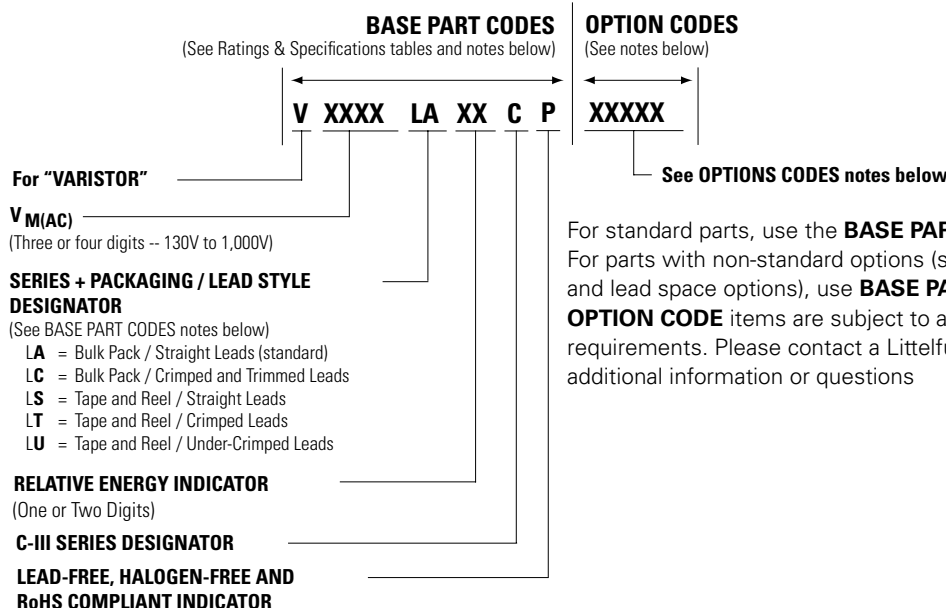 BASE PART CODES
(See Ratings & Specifications tables and notes below)
OPTION CODES
(See notes below)
V XXXX LA XX C P XXXXX
For "VARISTOR"
See OPTIONS CODES notes below
V M(AC)
(Three or four digits -- 130V to 1,000V)
SERIES + PACKAGING / LEAD STYLE
DESIGNATOR
(See BASE PART CODES notes below)
LA = Bulk Pack / Straight Leads (standard)
LC = Bulk Pack / Crimped and Trimmed Leads
LS = Tape and Reel / Straight Leads
LT = Tape and Reel / Crimped Leads
LU = Tape and Reel / Under-Crimped Leads
RELATIVE ENERGY INDICATOR
(One or Two Digits)
C-III SERIES DESIGNATOR
LEAD-FREE, HALOGEN-FREE AND
RoHS COMPLIANT INDICATOR
For standard parts, use the BASE PAR
For parts with non-standard options (s
and lead space options), use BASE PA
OPTION CODE items are subject to a
requirements. Please contact a Littelfu
additional information or questions